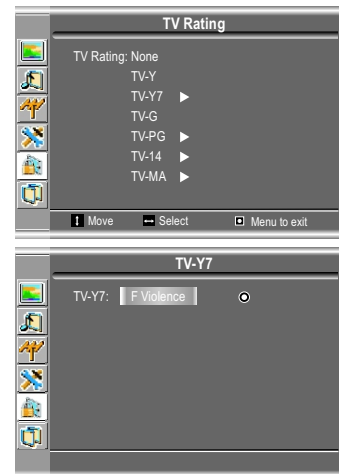 TV Rating
TV Rating: None
TV-Y
TV-Y7
TV-G
TV-PG
TV-14
TV-MA
Move Select Menu to exit
TV-Y7
TV-Y7: F Violence